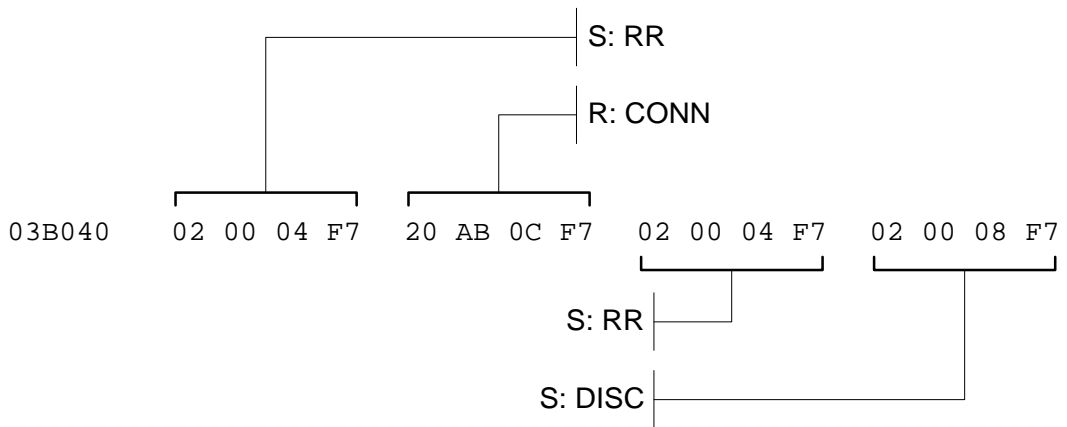 S: RR
R: CONN
03B040 02 00 04 F7 20 AB 0C F7 02 00 04 F7 02 00 08 F7
S: RR
S: DISC